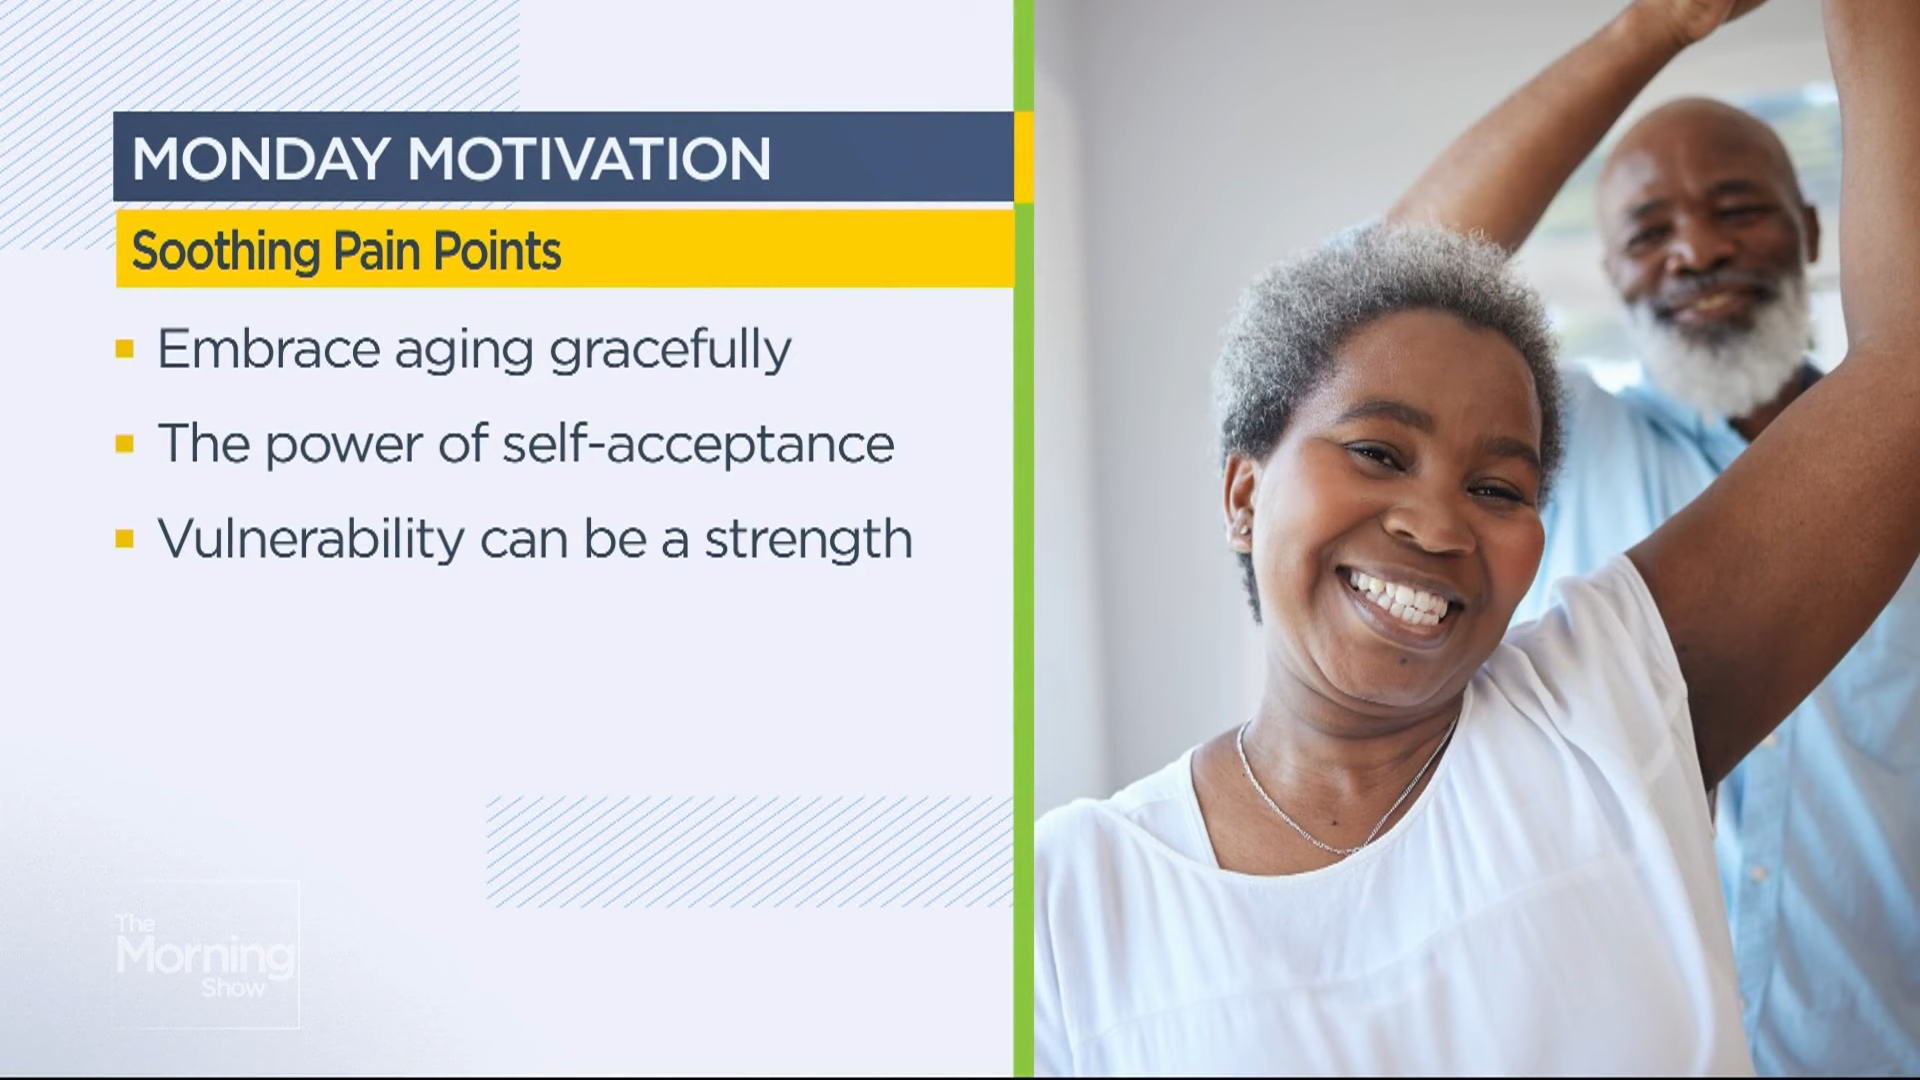 MONDAY MOTIVATION
Soothing Pain Points
Embrace aging gracefully
The power of self-acceptance
Vulnerability can be a strength
The
Morning
Show